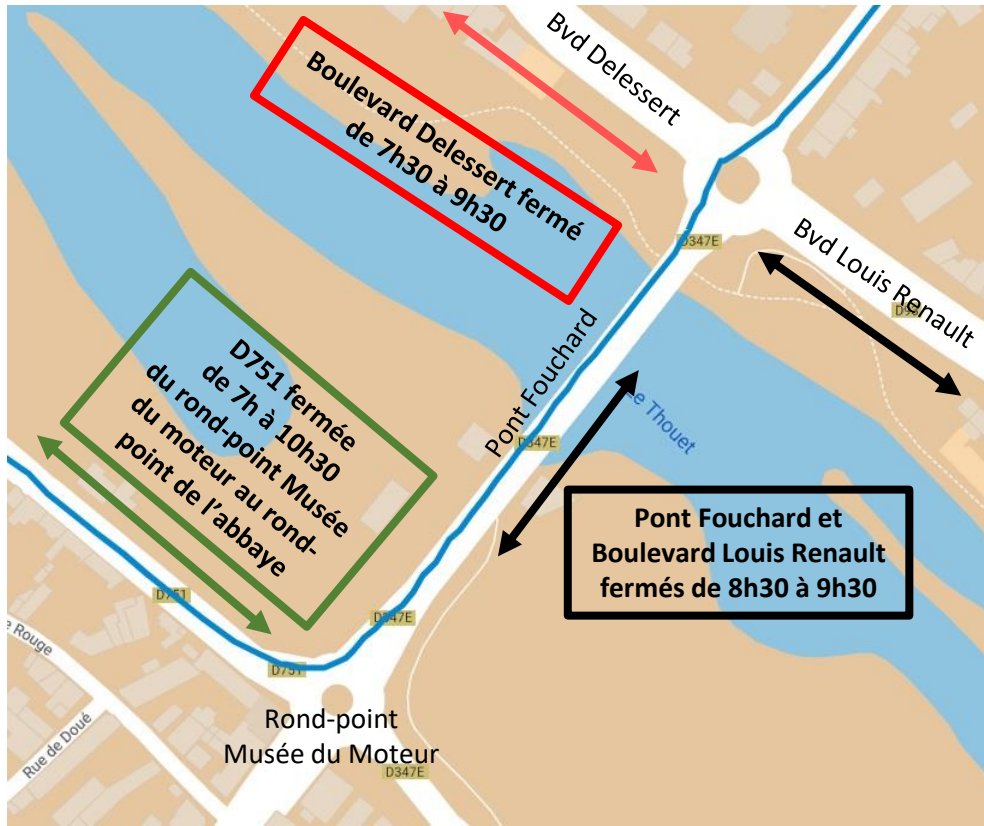 Bvd Delessert
Boulevard Delessert fermé
de 7h30 à 9h30
D347E
Bvd Louis Renault
D751 fermée
de 7h à 10h30
du rond-point Musée
du moteur au rond-
point de l'abbaye
Pont Fouchard
D347E
Le Thouet
Pont Fouchard et
Boulevard Louis Renault
fermés de 8h30 à 9h30
D751
D347E
D751
Rouge
Rue de Doué
Rond-point
Musée du Moteur
D347E